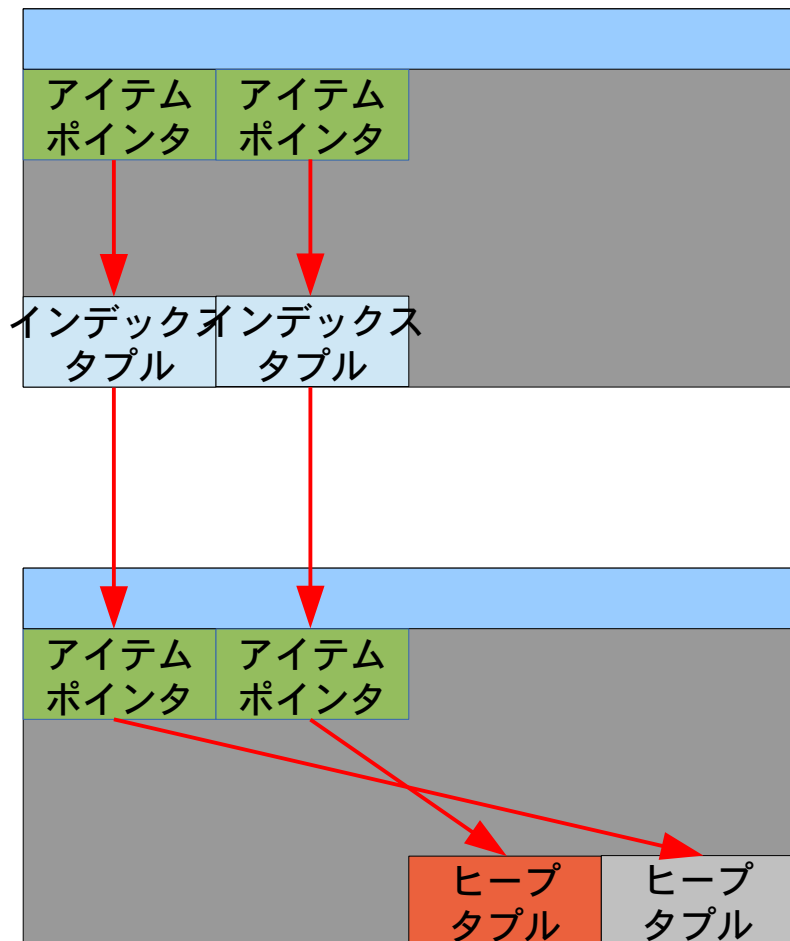 アイテム
ポインタ
アイテム
ポインタ
インデックス
タプル
インデックス
タプル
アイテム
ポインタ
アイテム
ポインタ
ヒープ
タプル
ヒープ
タプル